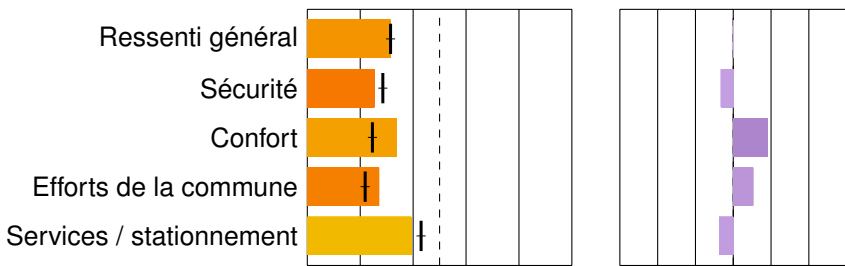 Ressenti général
Sécurité
Confort
Efforts de la commune
Services / stationnement